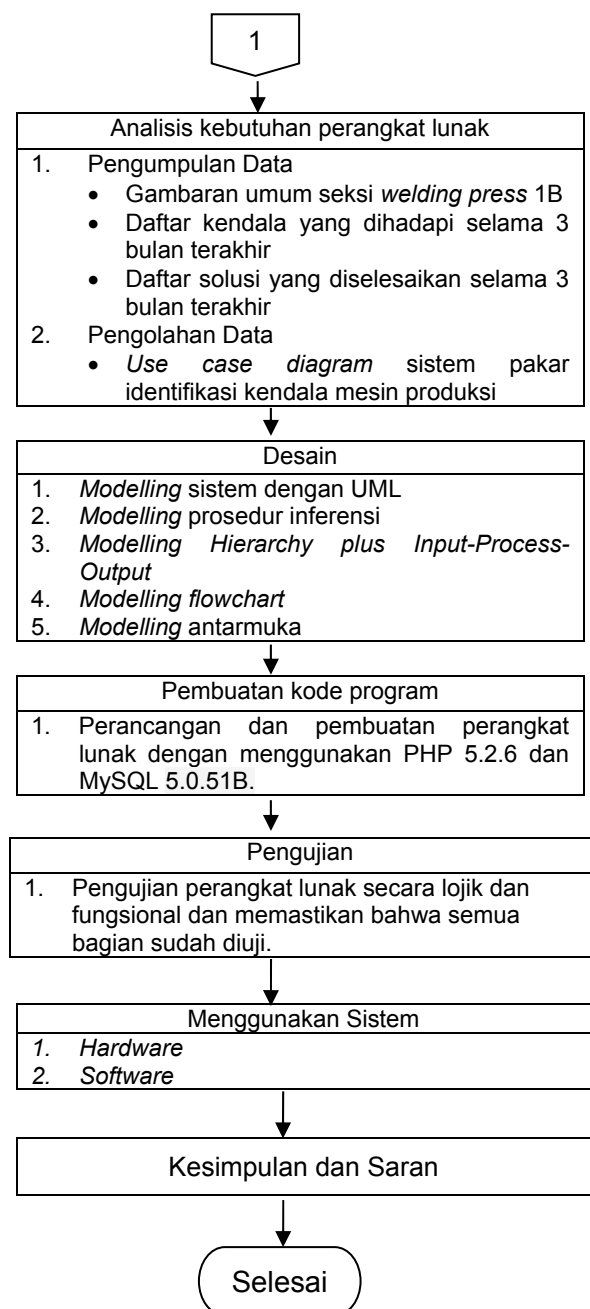 1
Analisis kebutuhan perangkat lunak
1. Pengumpulan Data
• Gambaran umum seksi welding press 1B
• Daftar kendala yang dihadapi selama 3
bulan terakhir
• Daftar solusi yang diselesaikan selama 3
bulan terakhir
2. Pengolahan Data
• Use case diagram sistem pakar
identifikasi kendala mesin produksi
Desain
1. Modelling sistem dengan UML
2. Modelling prosedur inferensi
3. Modelling Hierarchy plus Input-Process-
Output
4. Modelling flowchart
5. Modelling antarmuka
Pembuatan kode program
1. Perancangan dan pembuatan perangkat
lunak dengan menggunakan PHP 5.2.6 dan
MySQL 5.0.51B.
Pengujian
1. Pengujian perangkat lunak secara lojik dan
fungsional dan memastikan bahwa semua
bagian sudah diuji.
Menggunakan Sistem
1. Hardware
2. Software
Kesimpulan dan Saran
Selesai